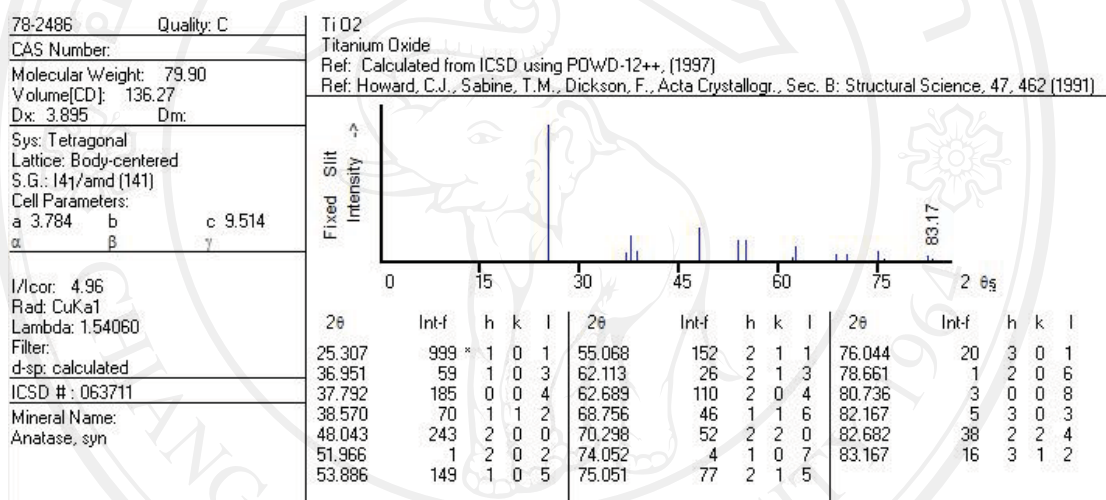 78-2486 Quality: C
CAS Number:
Molecular Weight: 79.90
Volume[CD]: 136.27
Dx: 3.895 Dm:
Sys: Tetragonal
Lattice: Body-centered
S.G.: I41/amd (141)
Cell Parameters:
a 3.784 b c 9.514
α β γ
I/Icor: 4.96
Rad: CuKa1
Lambda: 1.54060
Filter:
d-sp: calculated
ICSD # : 063711
Mineral Name:
Anatase, syn
Ti O2
Titanium Oxide
Ref: Calculated from ICSD using POWD-12++, (1997)
Ref: Howard, C.J., Sabine, T.M., Dickson, F., Acta Crystallogr., Sec. B: Structural Science, 47, 462 (1991)
Fixed Slit
Intensity ->
83.17
0 15 30 45 60 75 2 θs
2θ Int-f h k l 2θ Int-f h k l 2θ Int-f h k l
25.307 999 * 1 0 1 55.068 152 2 1 1 76.044 20 3 0 1
36.951 59 1 0 3 62.113 26 2 1 3 78.661 1 2 0 6
37.792 185 0 0 4 62.689 110 2 0 4 80.736 3 0 0 8
38.570 70 1 1 2 68.756 46 1 1 6 82.167 5 3 0 3
48.043 243 2 0 0 70.298 52 2 2 0 82.682 38 2 2 4
51.966 1 2 0 2 74.052 4 1 0 7 83.167 16 3 1 2
53.886 149 1 0 5 75.051 77 2 1 5
CHIANG
1964